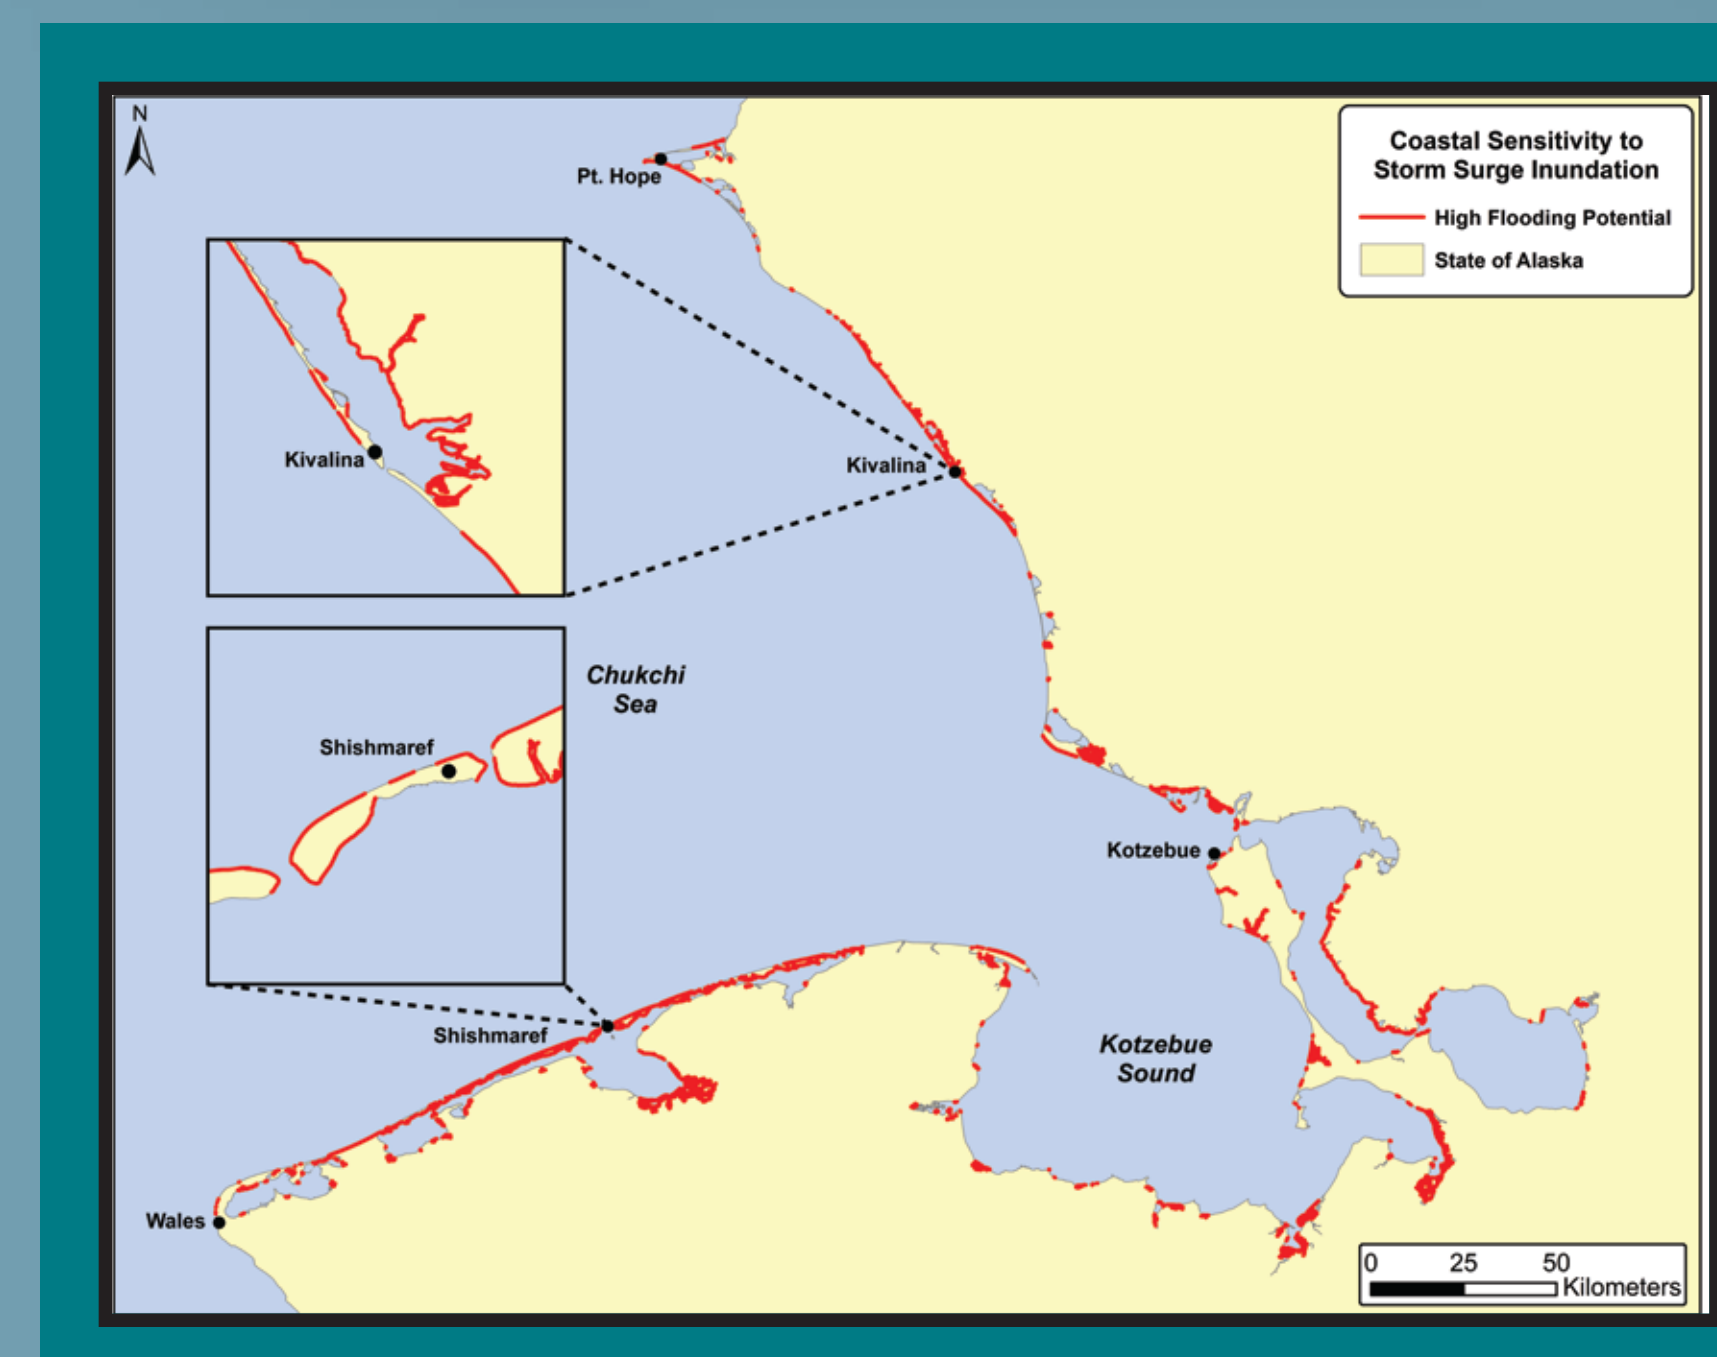 N
Coastal Sensitivity to
Storm Surge Inundation
High Flooding Potential
State of Alaska
Pt. Hope
Kivalina
Kivalina
Chukchi
Sea
Shishmaref
Kotzebue
Shishmaref
Kotzebue
Sound
Wales
0 25 50
Kilometers